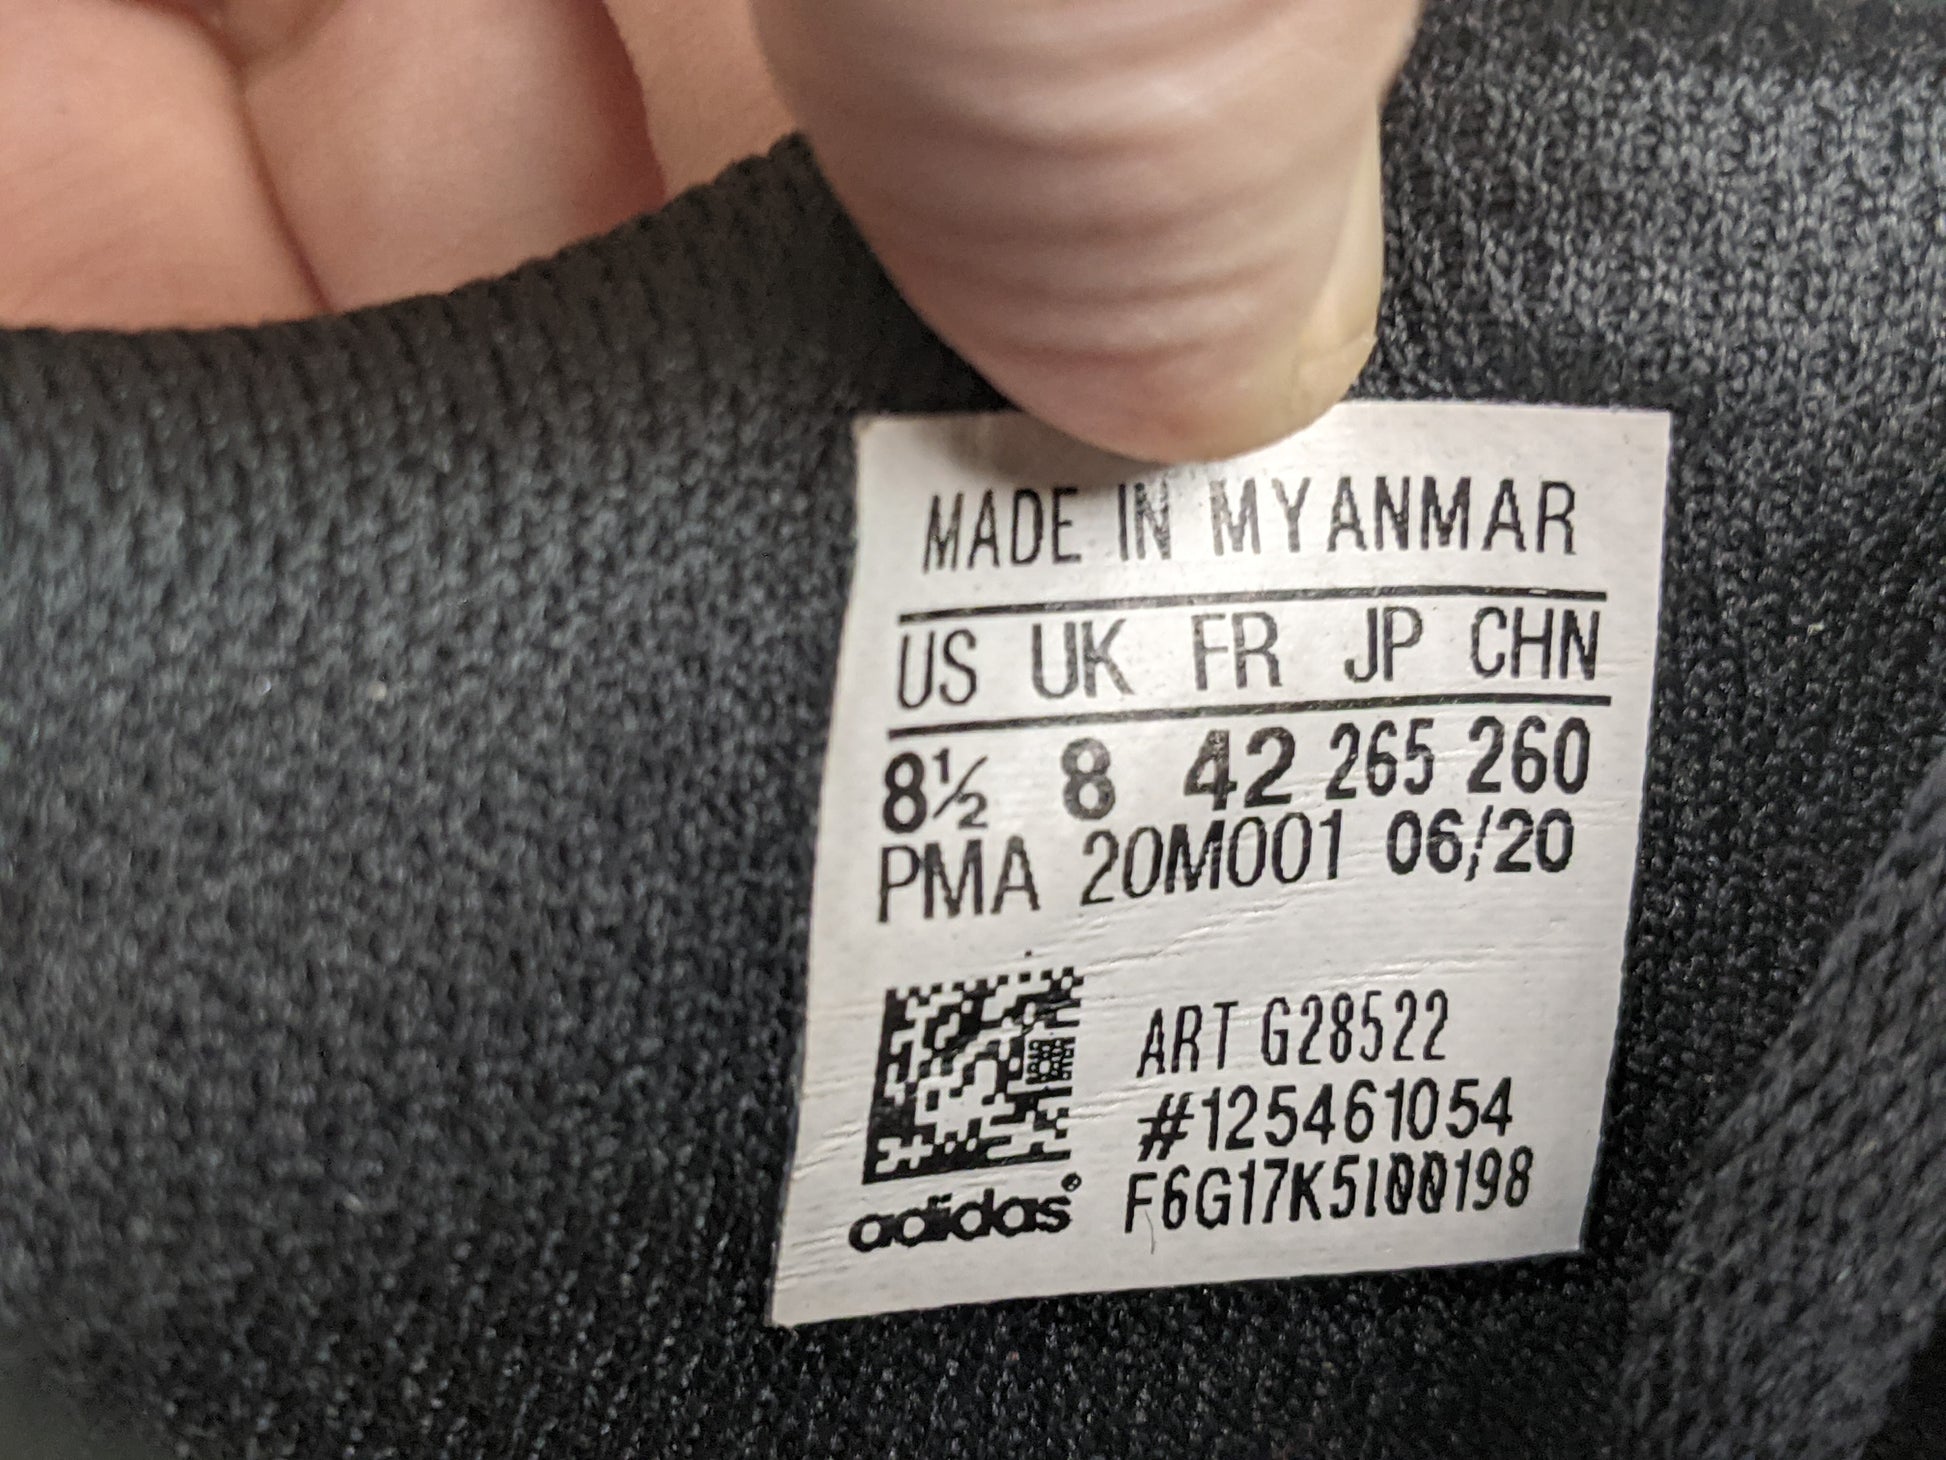 MADE IN MYANMAR
US UK FR JP CHN
8½ 8 42 265 260
PMA 20M001 06/20
ART G28522
#125461054
F6G17K5I00198
adidas®